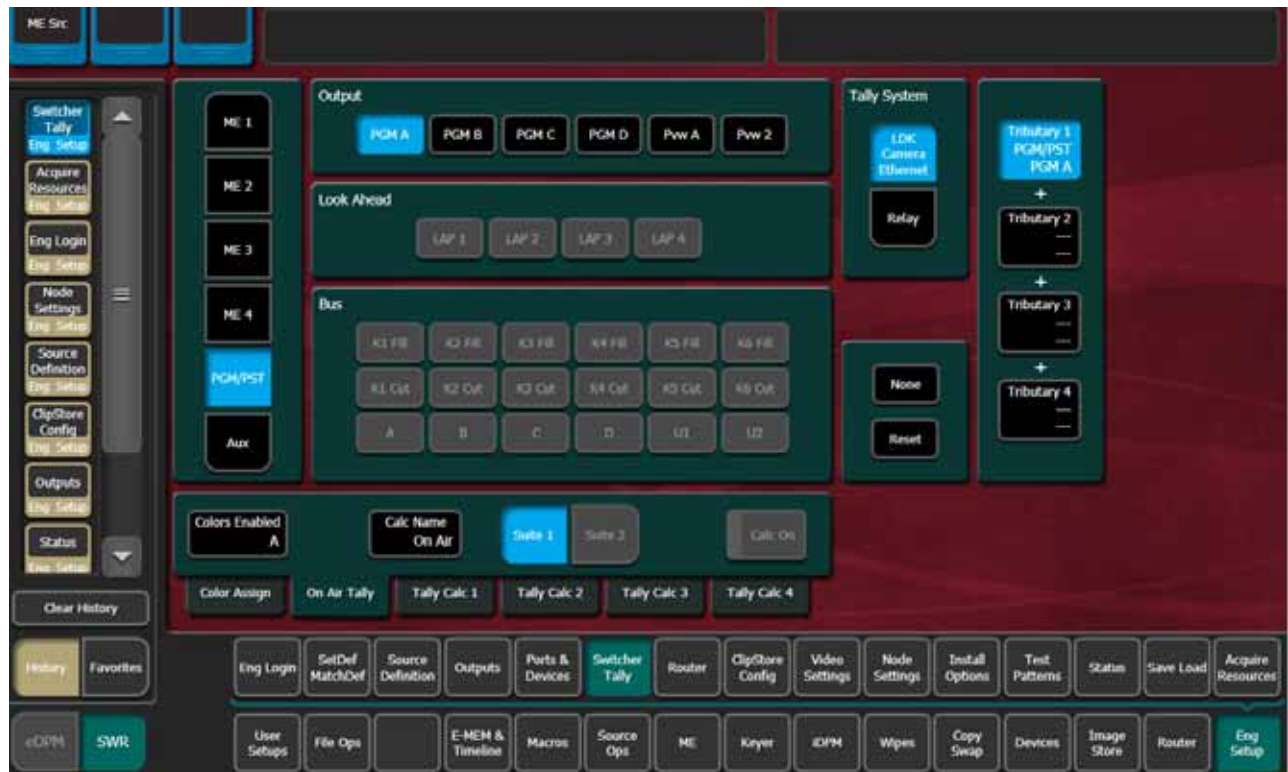 ME Src
Switcher
Tally
Eng Setup
Acquire
Resources
Eng Setup
Eng Login
Eng Setup
Node
Settings
Eng Setup
Source
Definition
Eng Setup
ClipStore
Config
Eng Setup
Outputs
Eng Setup
Status
Eng Setup
Clear History
History
Favorites
eDPM
SWR
ME 1
ME 2
ME 3
ME 4
PGM/PST
Aux
Output
PGM A
PGM B
PGM C
PGM D
Pvw A
Pvw 2
Look Ahead
LAP 1
LAP 2
LAP 3
LAP 4
Bus
K1 Fill
K2 Fill
K3 Fill
K4 Fill
K5 Fill
K6 Fill
K1 Cut
K2 Cut
K3 Cut
K4 Cut
K5 Cut
K6 Cut
A
B
C
D
U1
U2
Tally System
LDK
Camera
Ethernet
Relay
None
Reset
Tributary 1
PGM/PST
PGM A
+
Tributary 2
---
---
+
Tributary 3
---
---
+
Tributary 4
---
---
Colors Enabled
A
Calc Name
On Air
Suite 1
Suite 2
Calc On
Color Assign
On Air Tally
Tally Calc 1
Tally Calc 2
Tally Calc 3
Tally Calc 4
Eng Login
SetDef
MatchDef
Source
Definition
Outputs
Ports &
Devices
Switcher
Tally
Router
ClipStore
Config
Video
Settings
Node
Settings
Install
Options
Test
Patterns
Status
Save Load
Acquire
Resources
User
Setups
File Ops
E-MEM &
Timeline
Macros
Source
Ops
ME
Keyer
iDPM
Wipes
Copy
Swap
Devices
Image
Store
Router
Eng
Setup